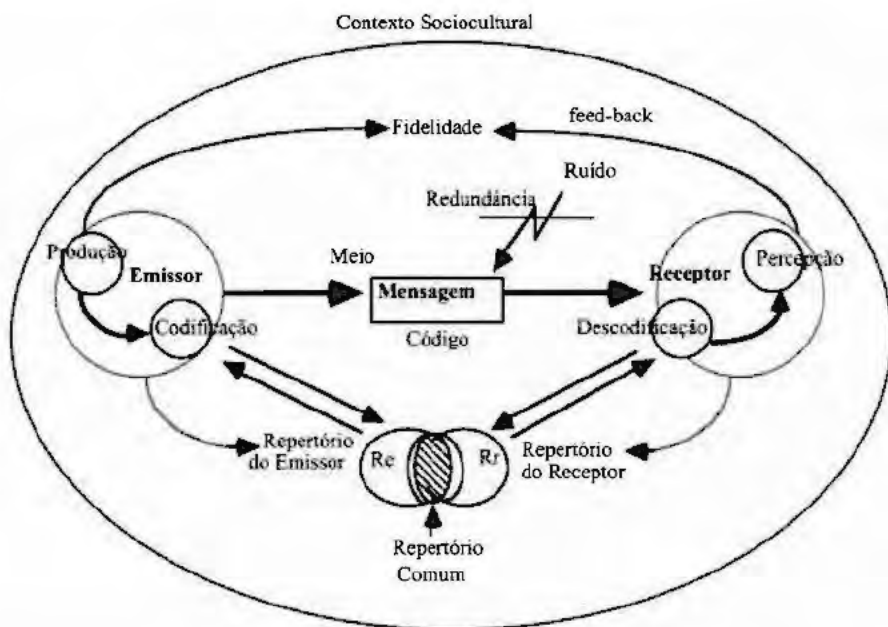 Contexto Sociocultural
Fidelidade
feed-back
Ruído
Redundância
Produção
Emissor
Meio
Mensagem
Receptor
Percepção
Codificação
Código
Descodificação
Repertório
do Emissor
Re
Rr
Repertório
do Receptor
Repertório
Comum